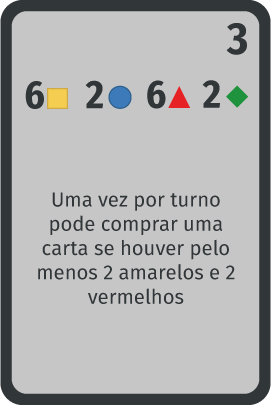 3
6 2 6 2
Uma vez por turno
pode comprar uma
carta se houver pelo
menos 2 amarelos e 2
vermelhos